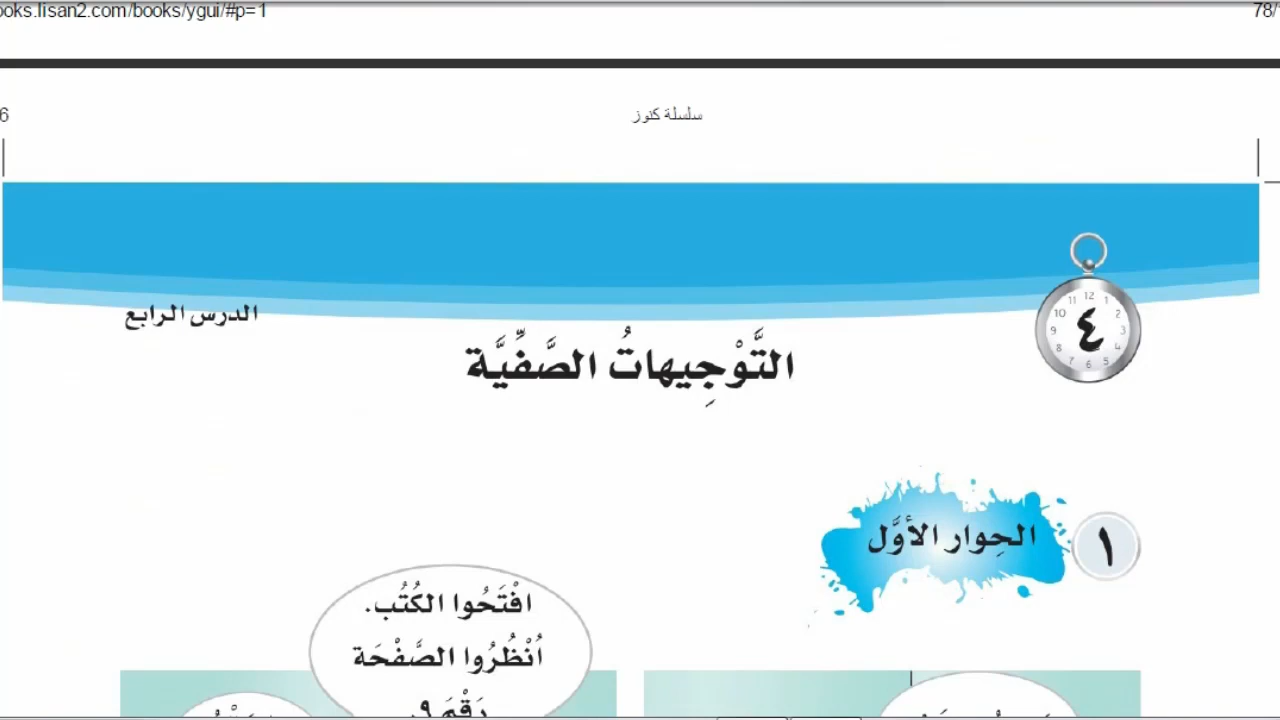 ooks.lisan2.com/books/ygui/#p=1
78/
6
سلسلة كنوز
٤
الدرس الرابع
التَّوْجِيهاتُ الصَّفِّيَّة
١
الحِوار الأوَّل
افْتَحُوا الكُتُب.
اُنْظُرُوا الصَّفْحَة
رَقْمَ ٩.